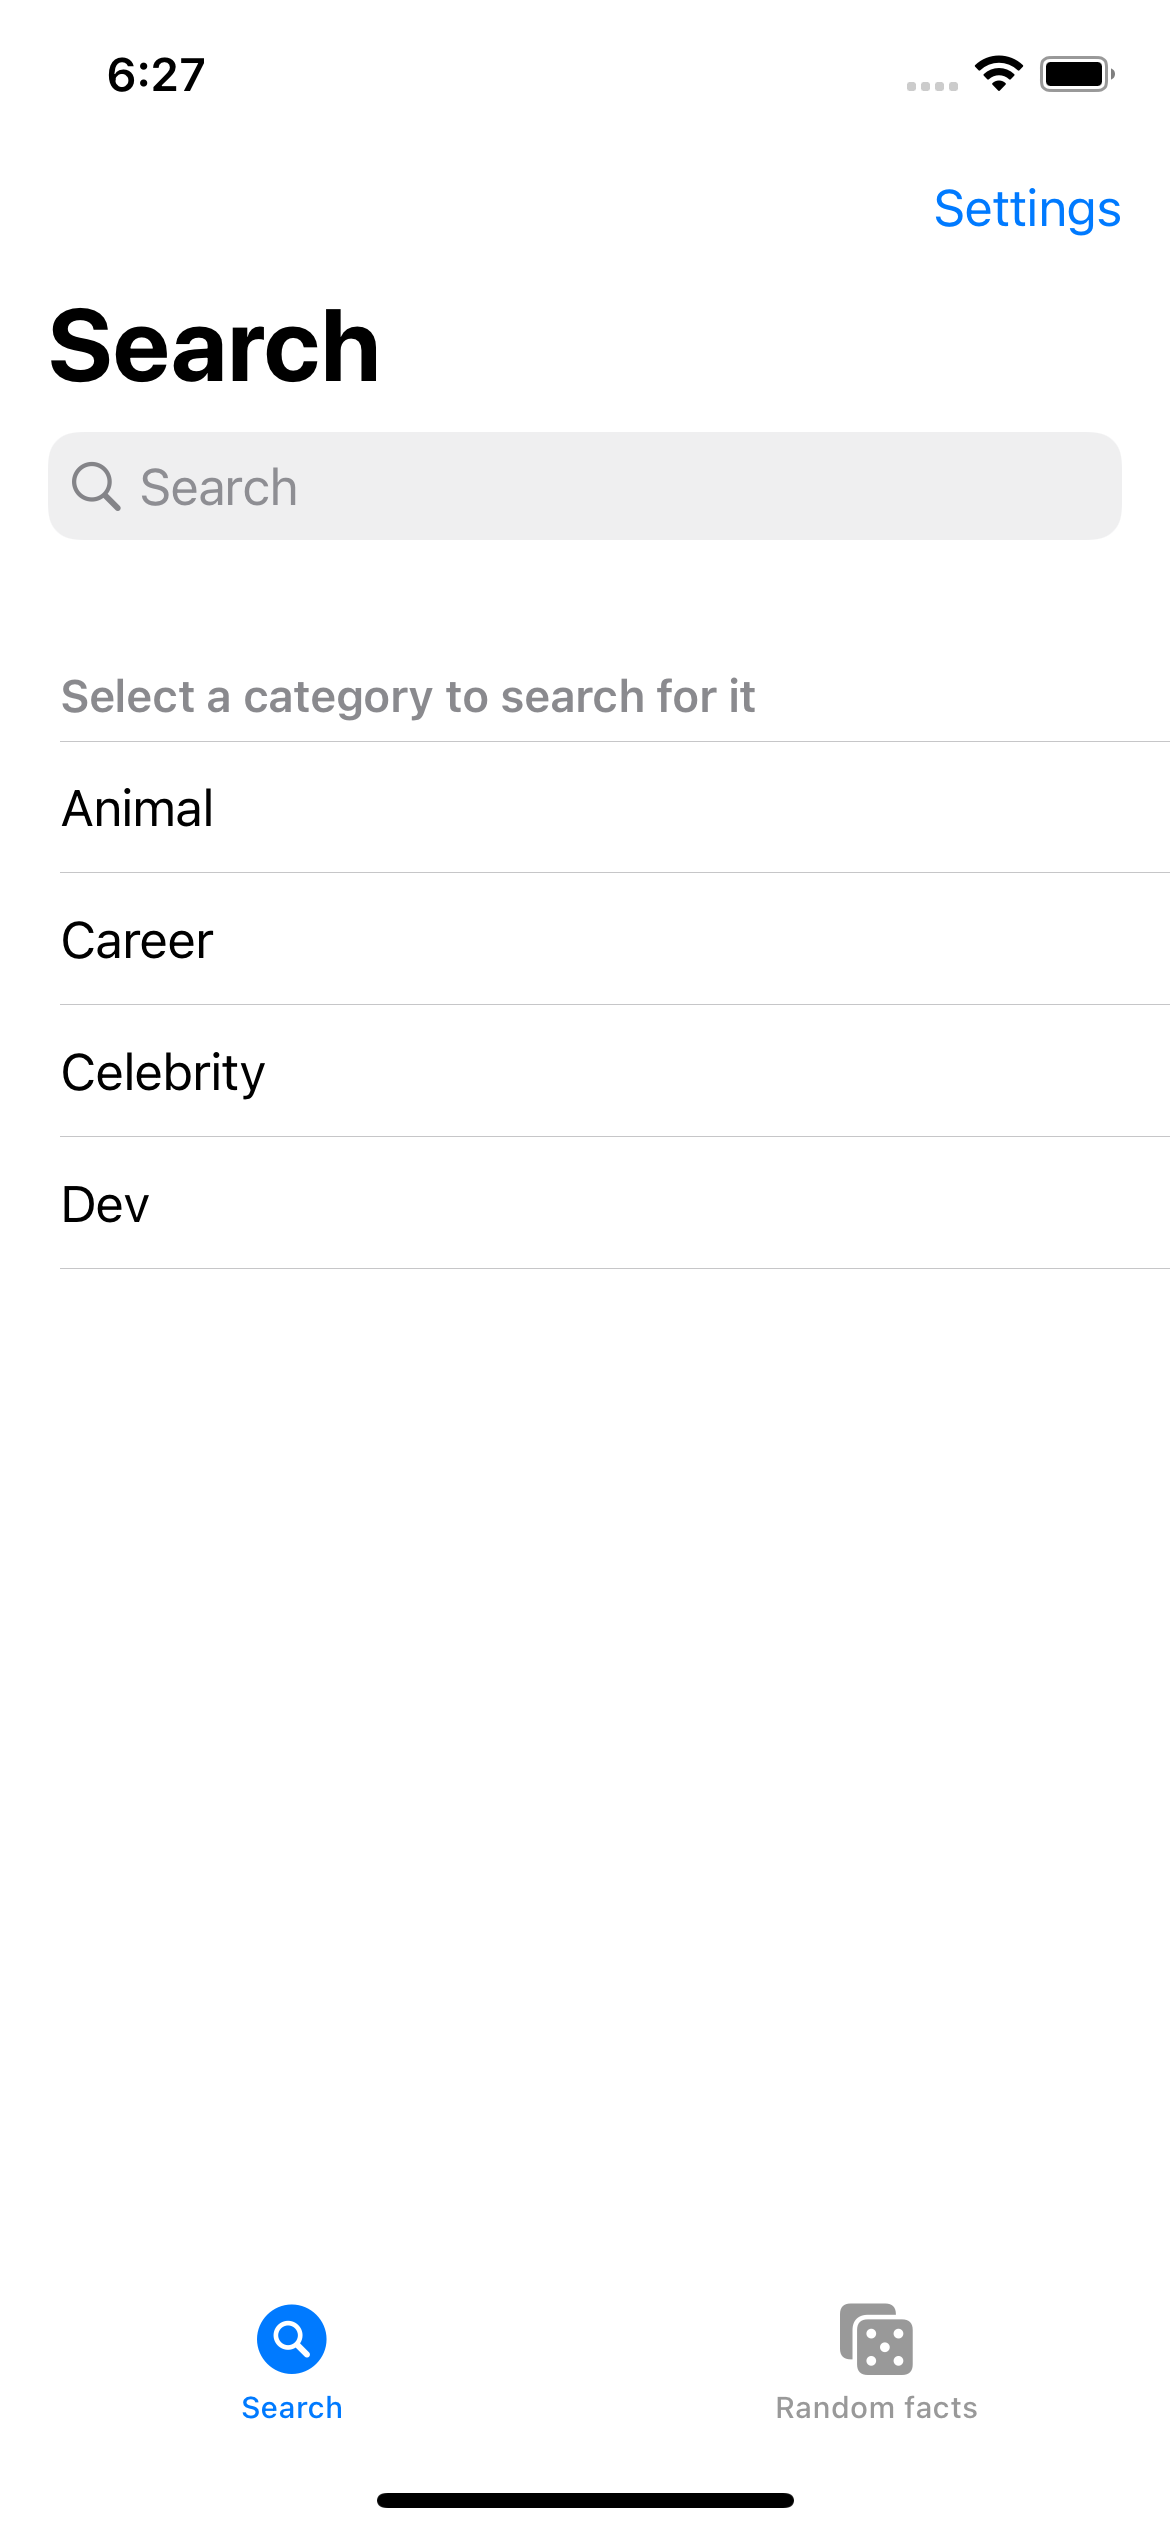 6:27
Settings
Search
Search
Select a category to search for it
Animal
Career
Celebrity
Dev
Search
Random facts